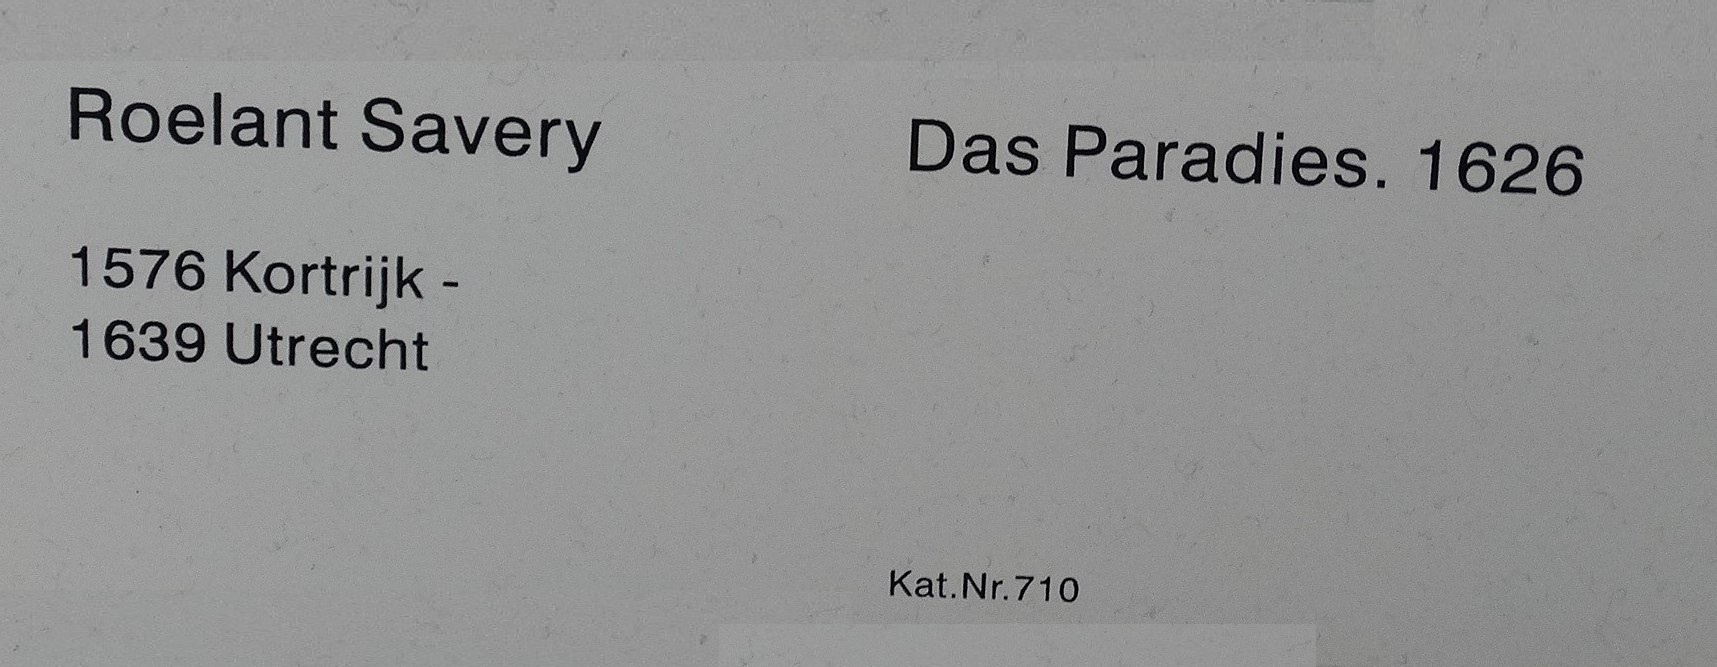 Roelant Savery
1576 Kortrijk -
1639 Utrecht
Das Paradies. 1626
Kat.Nr.710